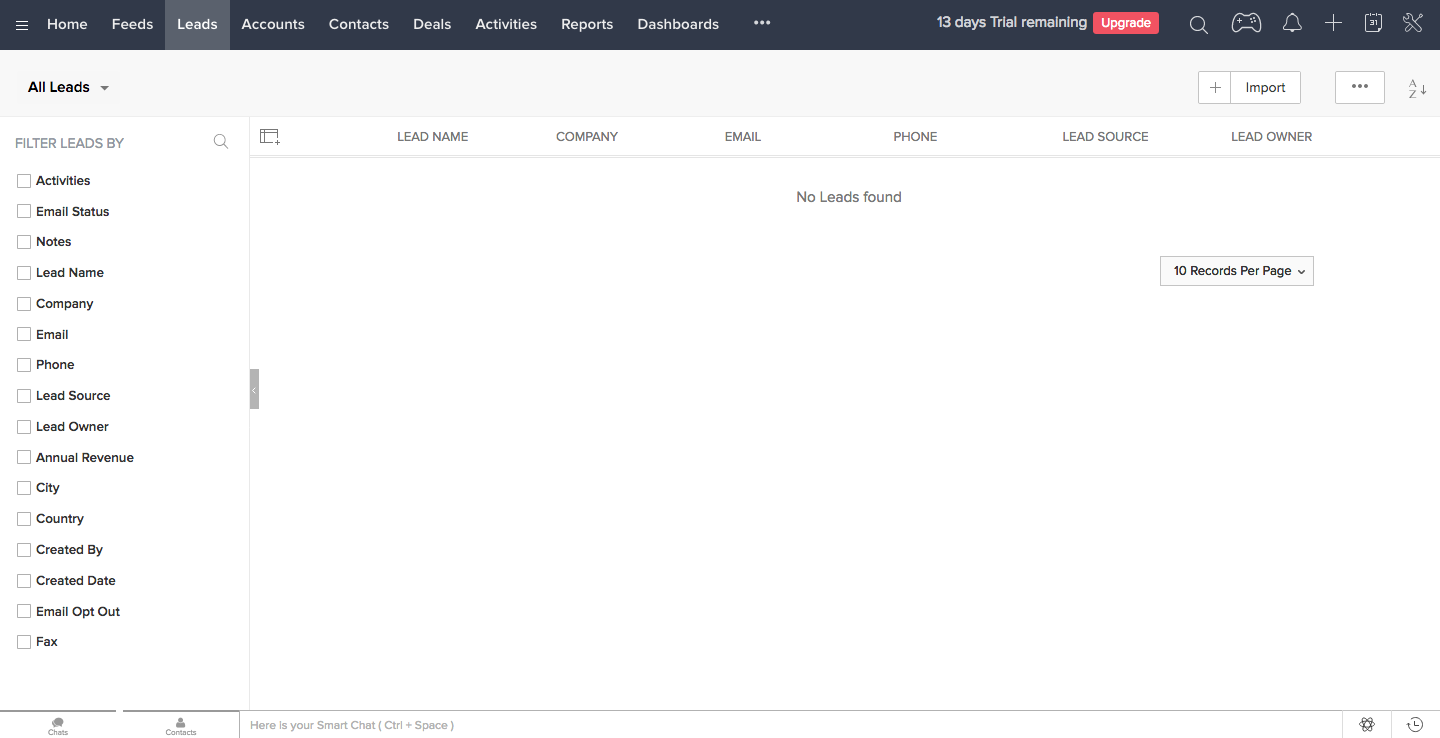 Home Feeds Leads Accounts Contacts Deals Activities Reports Dashboards ••• 13 days Trial remaining Upgrade 31
All Leads Import •••
A
Z
FILTER LEADS BY
LEAD NAME COMPANY EMAIL PHONE LEAD SOURCE LEAD OWNER
No Leads found
10 Records Per Page
Activities
Email Status
Notes
Lead Name
Company
Email
Phone
Lead Source
Lead Owner
Annual Revenue
City
Country
Created By
Created Date
Email Opt Out
Fax
Chats
Contacts
Here is your Smart Chat ( Ctrl + Space )